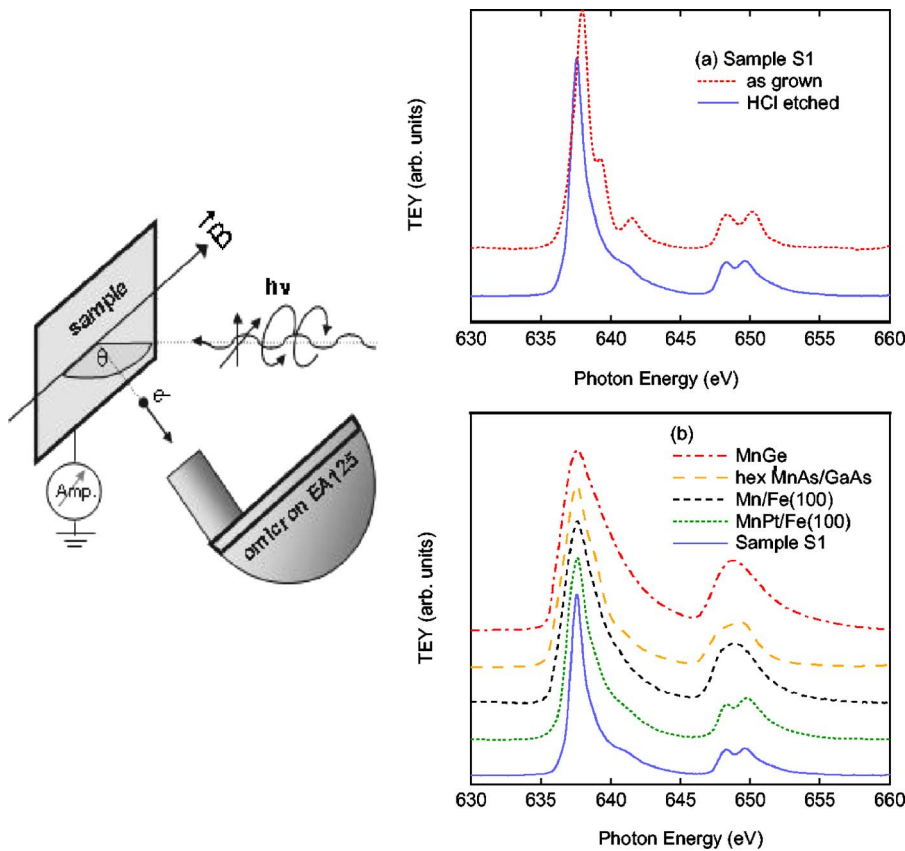 B
sample
hν
θ
e-
Amp.
omicron EA125
(a) Sample S1
as grown
HCl etched
TEY (arb. units)
630 635 640 645 650 655 660
Photon Energy (eV)
(b)
MnGe
hex MnAs/GaAs
Mn/Fe(100)
MnPt/Fe(100)
Sample S1
TEY (arb. units)
630 635 640 645 650 655 660
Photon Energy (eV)